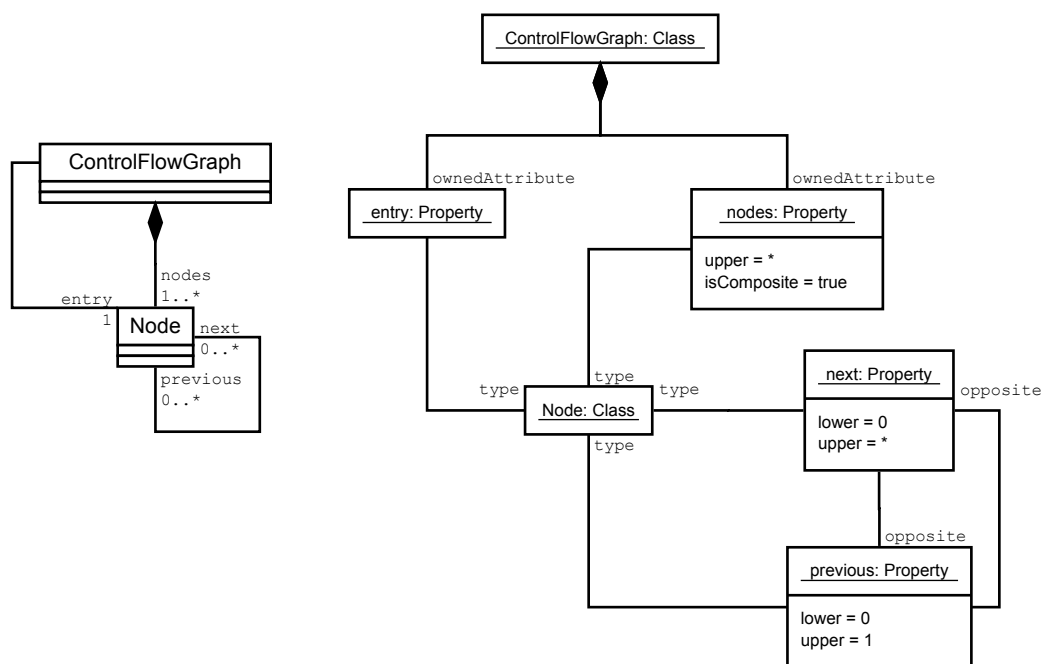 ControlFlowGraph
nodes
1..*
entry
1
Node
next
0..*
previous
0..*
ControlFlowGraph: Class
ownedAttribute
ownedAttribute
entry: Property
nodes: Property
upper = *
isComposite = true
type
type
type
Node: Class
type
next: Property
lower = 0
upper = *
opposite
opposite
previous: Property
lower = 0
upper = 1